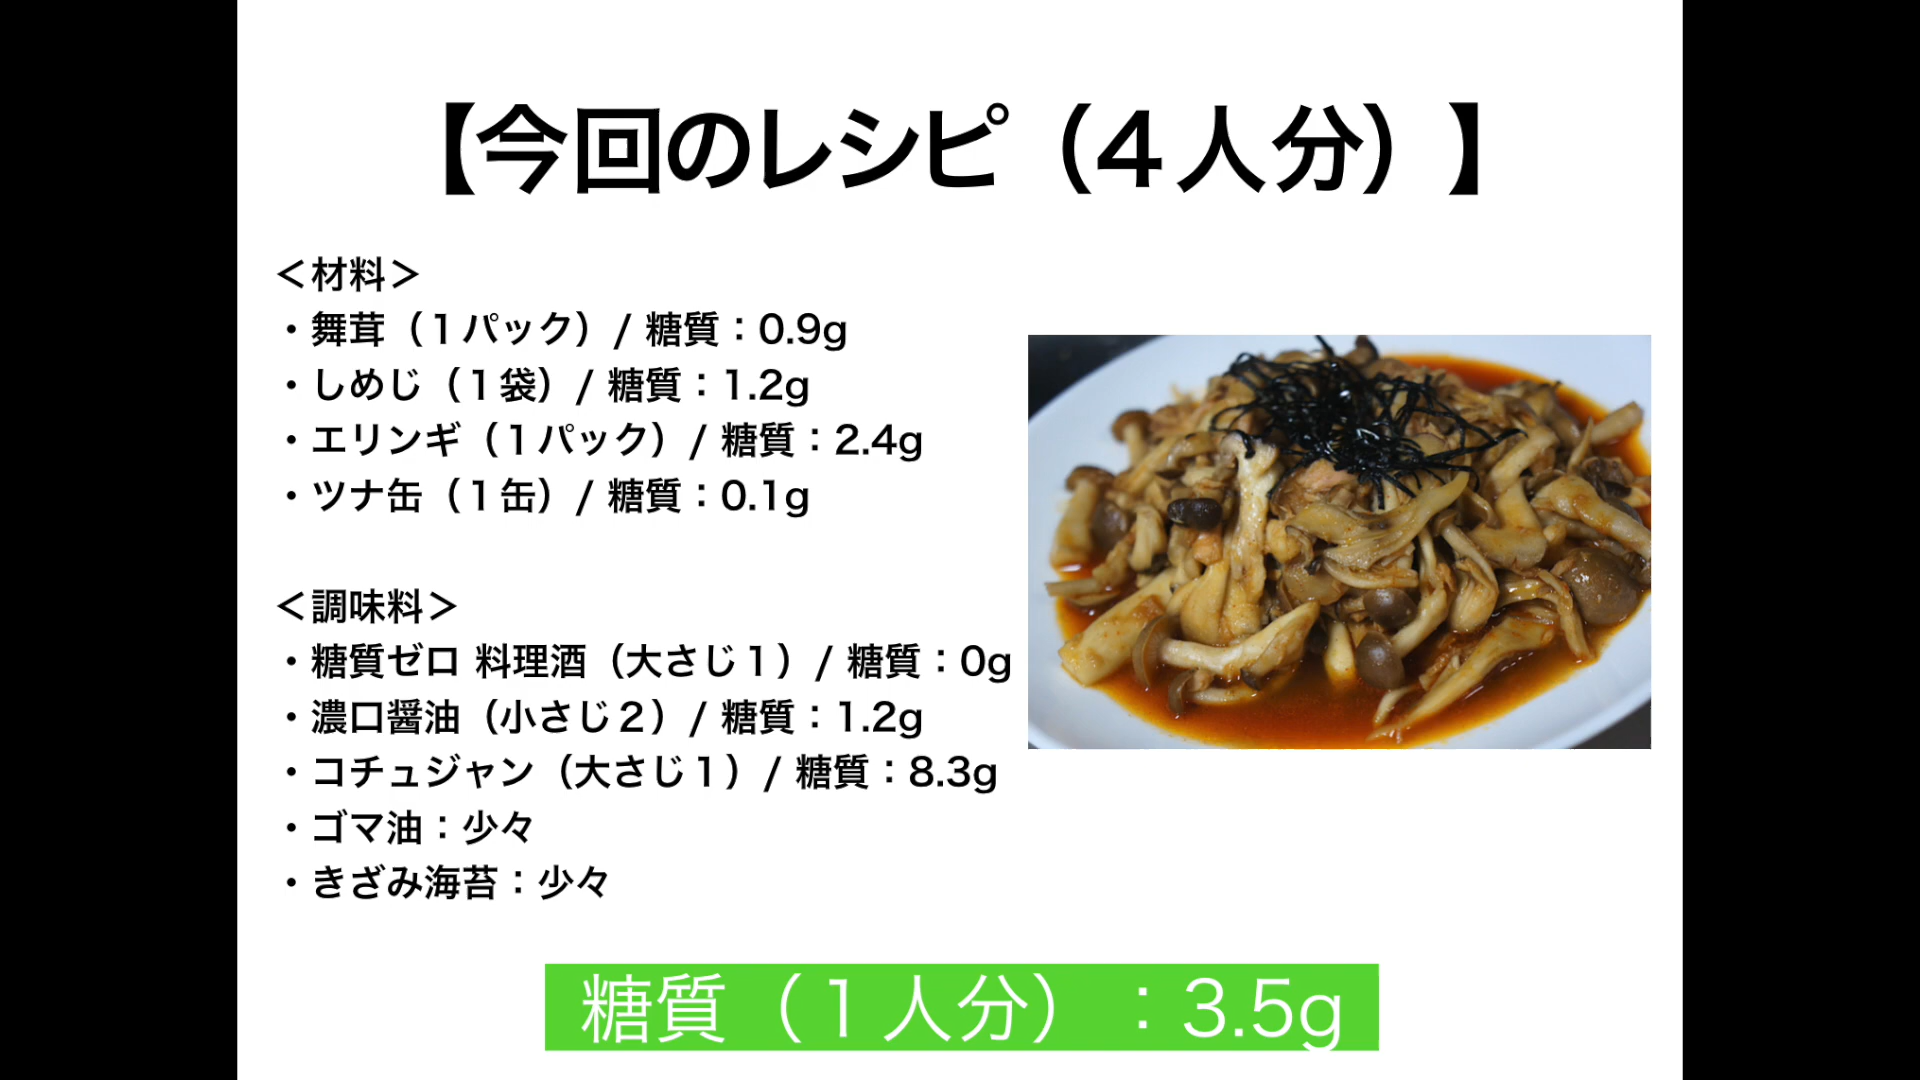 【今回のレシピ（４人分）】
＜材料＞
・舞茸（１パック）/ 糖質：0.9g
・しめじ（１袋）/ 糖質：1.2g
・エリンギ（１パック）/ 糖質：2.4g
・ツナ缶（１缶）/ 糖質：0.1g
＜調味料＞
・糖質ゼロ 料理酒（大さじ１）/ 糖質：0g
・濃口醤油（小さじ２）/ 糖質：1.2g
・コチュジャン（大さじ１）/ 糖質：8.3g
・ゴマ油：少々
・きざみ海苔：少々
糖質（１人分）：3.5g